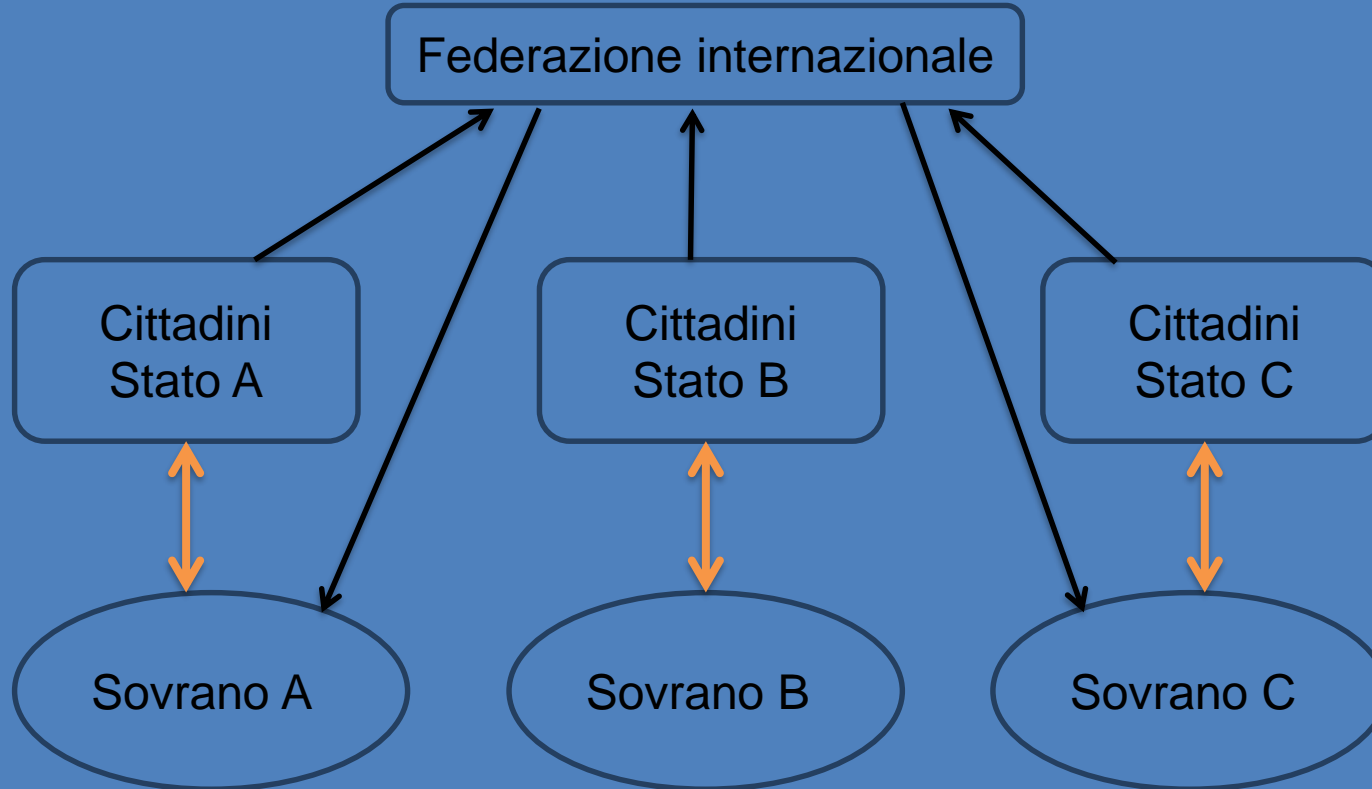 Federazione internazionale
Cittadini
Stato A
Cittadini
Stato B
Cittadini
Stato C
Sovrano A
Sovrano B
Sovrano C